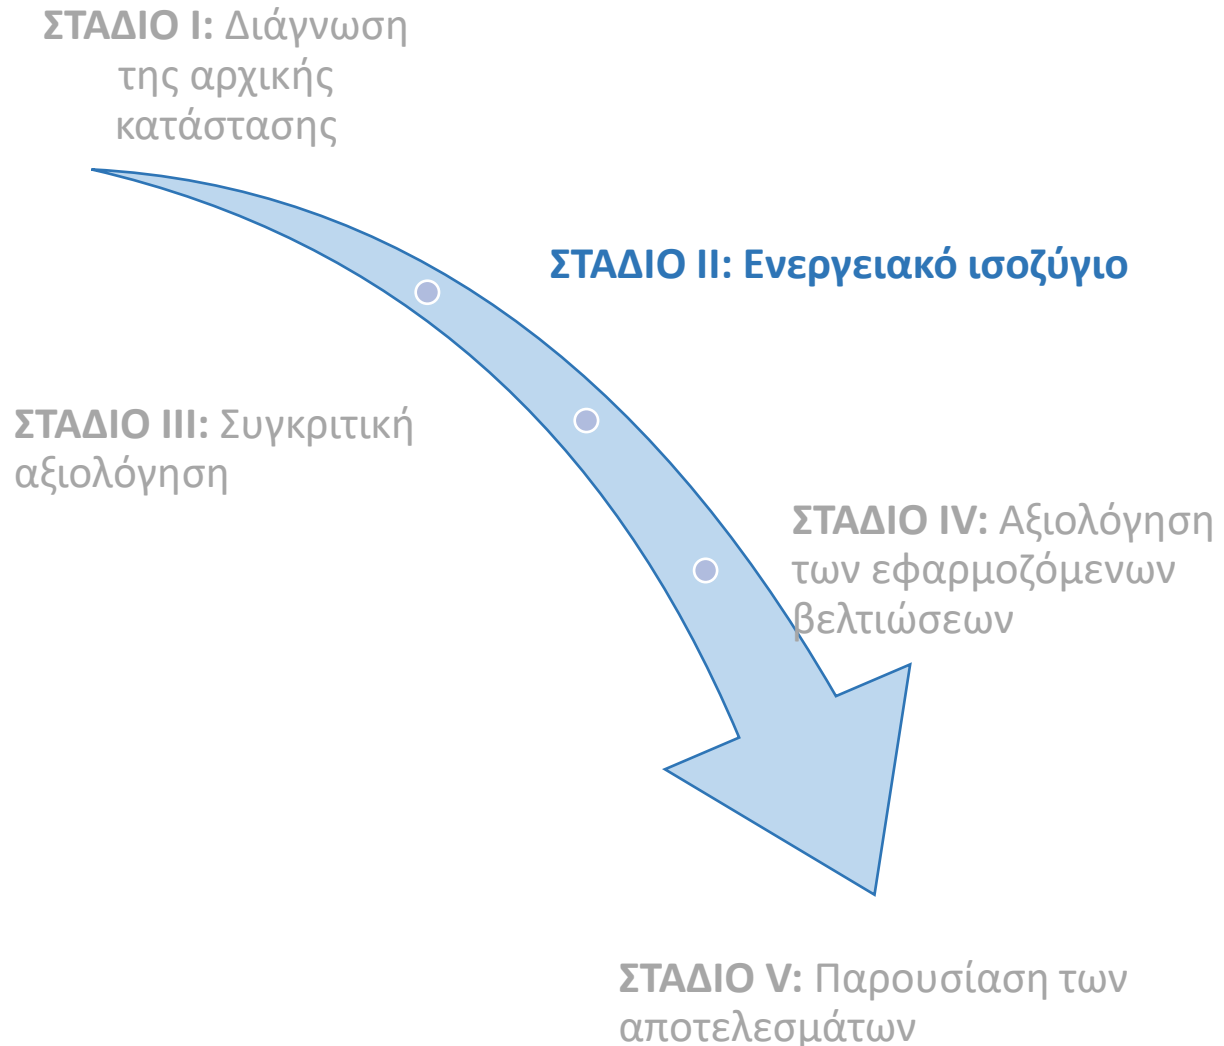 ΣΤΑΔΙΟ I: Διάγνωση
της αρχικής
κατάστασης
ΣΤΑΔΙΟ II: Ενεργειακό ισοζύγιο
ΣΤΑΔΙΟ III: Συγκριτική
αξιολόγηση
ΣΤΑΔΙΟ IV: Αξιολόγηση
των εφαρμοζόμενων
βελτιώσεων
ΣΤΑΔΙΟ V: Παρουσίαση των
αποτελεσμάτων